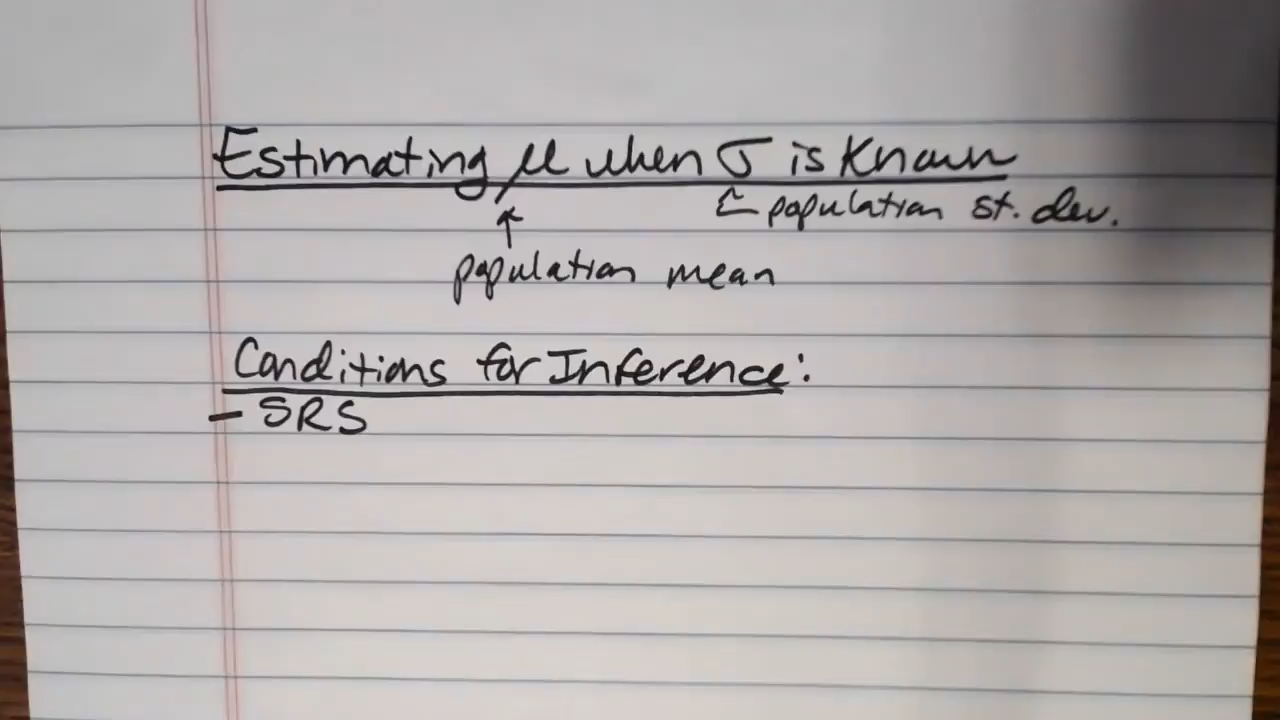 Estimating μ when σ is Known
↑ ← population st. dev.
population mean
Conditions for Inference:
- SRS